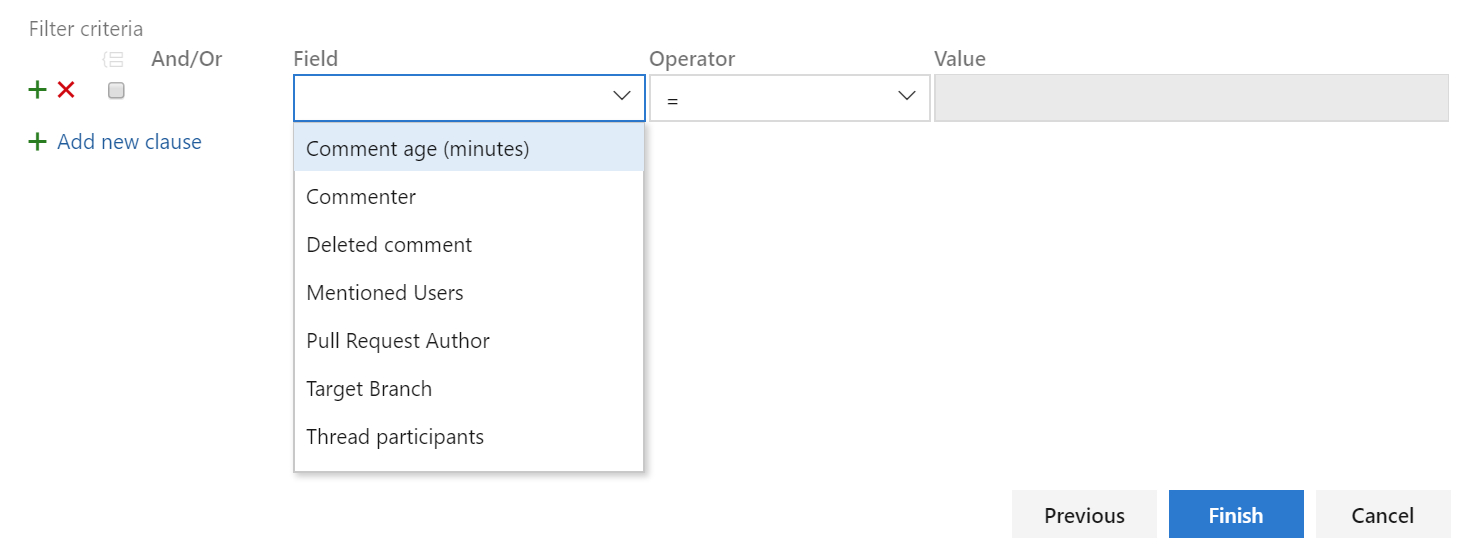 Filter criteria
And/Or Field Operator Value
=
Add new clause
Comment age (minutes)
Commenter
Deleted comment
Mentioned Users
Pull Request Author
Target Branch
Thread participants
Previous Finish Cancel